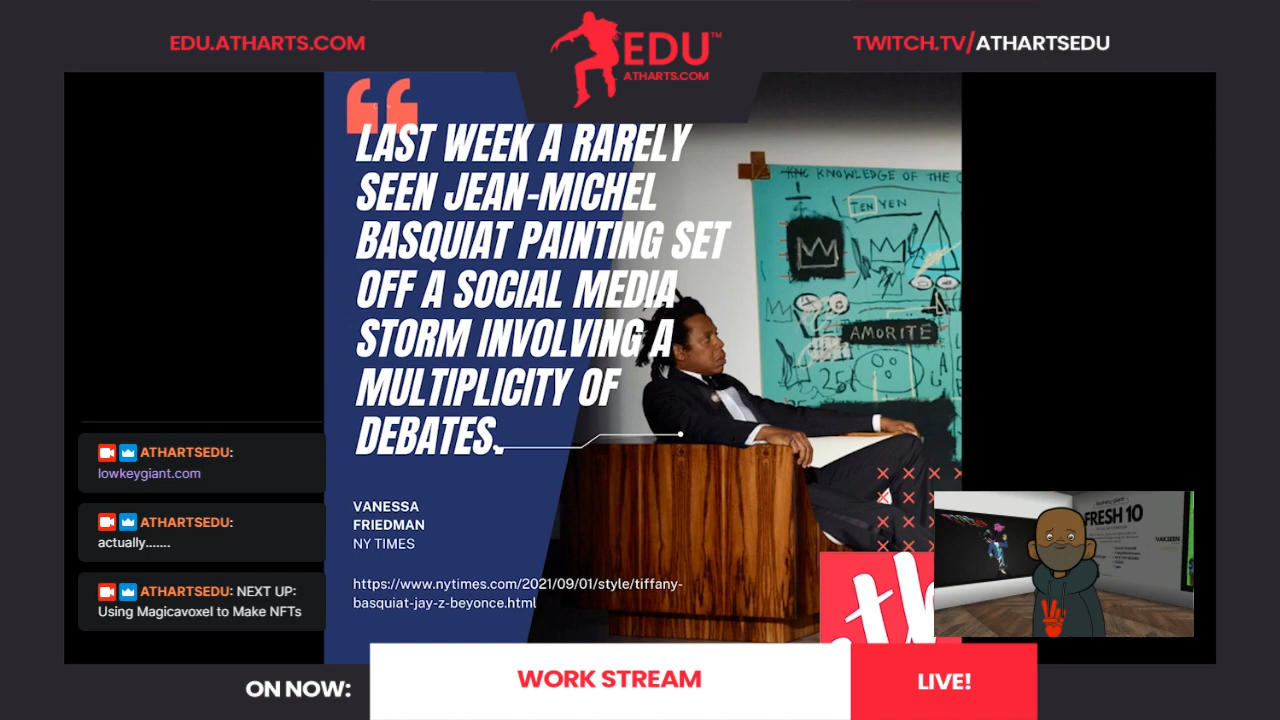 EDU.ATHARTS.COM
EDU™
ATHARTS.COM
TWITCH.TV/ATHARTSEDU
LAST WEEK A RARELY
SEEN JEAN-MICHEL
BASQUIAT PAINTING SET
OFF A SOCIAL MEDIA
STORM INVOLVING A
MULTIPLICITY OF
DEBATES.
VANESSA
FRIEDMAN
NY TIMES
https://www.nytimes.com/2021/09/01/style/tiffany-
basquiat-jay-z-beyonce.html
KNOWLEDGE OF THE
TEN YEN
AMORITE
ATHARTSEDU:
lowkeygiant.com
ATHARTSEDU:
actually.......
ATHARTSEDU: NEXT UP:
Using Magicavoxel to Make NFTs
FRESH 10
ath
ON NOW:
WORK STREAM
LIVE!